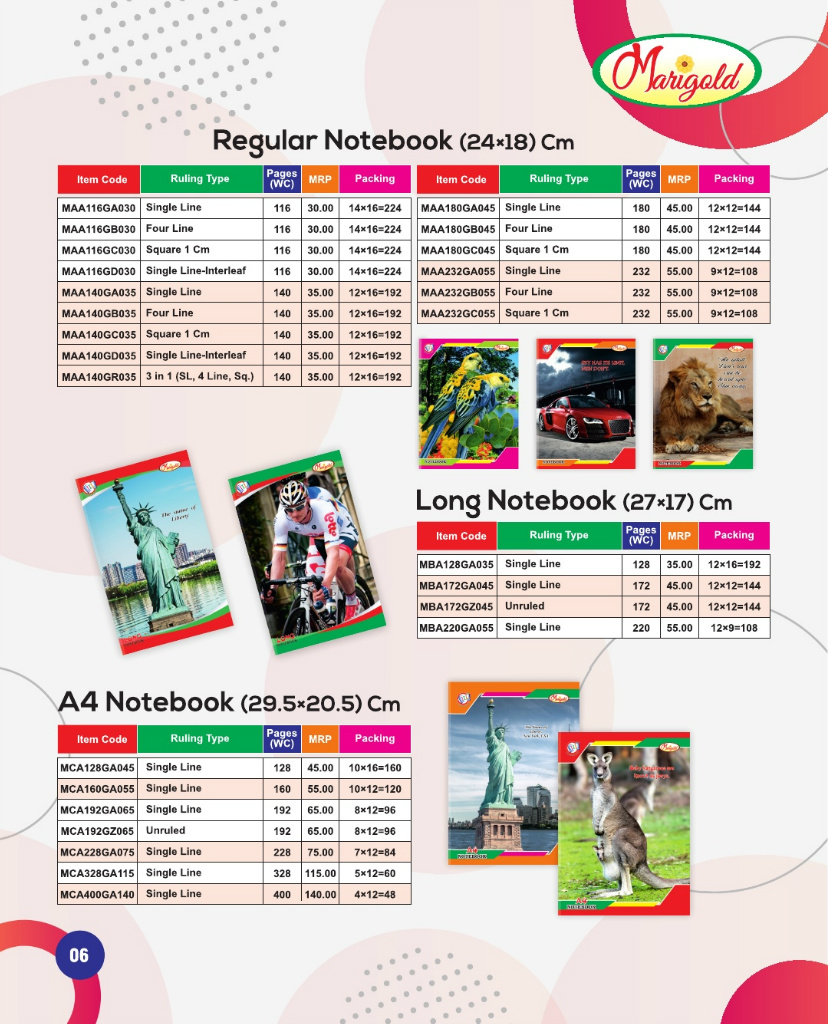 Marigold
Regular Notebook (24×18) Cm
Item Code Ruling Type Pages (WC) MRP Packing
MAA116GA030 Single Line 116 30.00 14×16=224
MAA116GB030 Four Line 116 30.00 14×16=224
MAA116GC030 Square 1 Cm 116 30.00 14×16=224
MAA116GD030 Single Line-Interleaf 116 30.00 14×16=224
MAA140GA035 Single Line 140 35.00 12×16=192
MAA140GB035 Four Line 140 35.00 12×16=192
MAA140GC035 Square 1 Cm 140 35.00 12×16=192
MAA140GD035 Single Line-Interleaf 140 35.00 12×16=192
MAA140GR035 3 in 1 (SL, 4 Line, Sq.) 140 35.00 12×16=192
Item Code Ruling Type Pages (WC) MRP Packing
MAA180GA045 Single Line 180 45.00 12×12=144
MAA180GB045 Four Line 180 45.00 12×12=144
MAA180GC045 Square 1 Cm 180 45.00 12×12=144
MAA232GA055 Single Line 232 55.00 9×12=108
MAA232GB055 Four Line 232 55.00 9×12=108
MAA232GC055 Square 1 Cm 232 55.00 9×12=108
NOTEBOOK
The statue of
Liberty
Long Notebook (27×17) Cm
Item Code Ruling Type Pages (WC) MRP Packing
MBA128GA035 Single Line 128 35.00 12×16=192
MBA172GA045 Single Line 172 45.00 12×12=144
MBA172GZ045 Unruled 172 45.00 12×12=144
MBA220GA055 Single Line 220 55.00 12×9=108
A4 Notebook (29.5×20.5) Cm
Item Code Ruling Type Pages (WC) MRP Packing
MCA128GA045 Single Line 128 45.00 10×16=160
MCA160GA055 Single Line 160 55.00 10×12=120
MCA192GA065 Single Line 192 65.00 8×12=96
MCA192GZ065 Unruled 192 65.00 8×12=96
MCA228GA075 Single Line 228 75.00 7×12=84
MCA328GA115 Single Line 328 115.00 5×12=60
MCA400GA140 Single Line 400 140.00 4×12=48
A4
NOTEBOOK
A4
NOTEBOOK
06